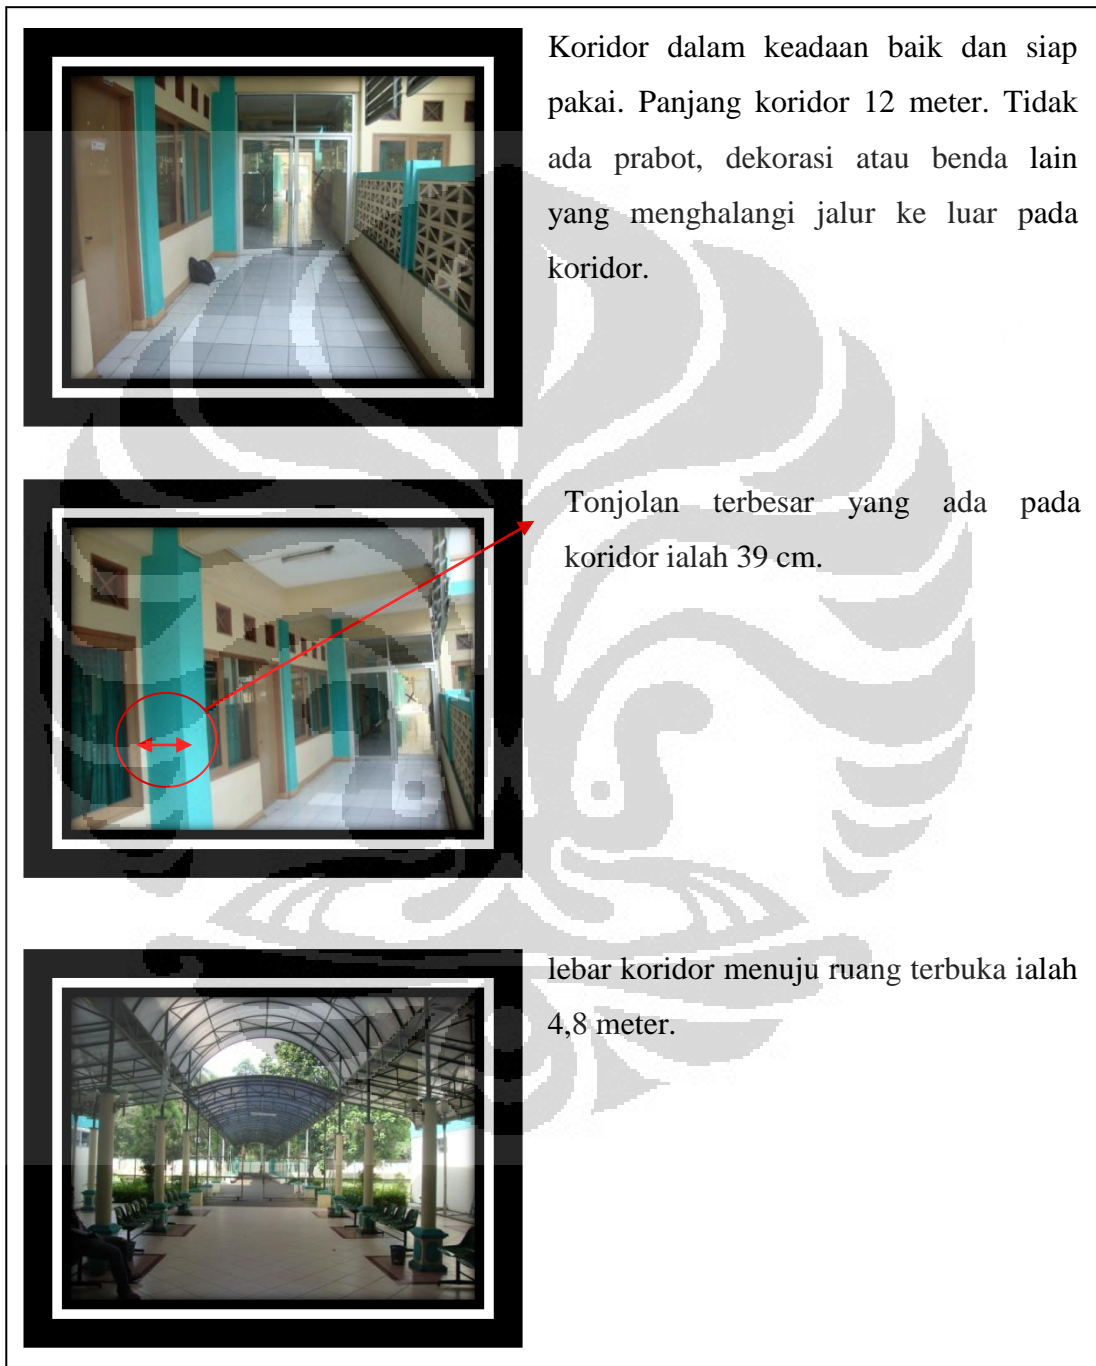 Koridor dalam keadaan baik dan siap
pakai. Panjang koridor 12 meter. Tidak
ada prabot, dekorasi atau benda lain
yang menghalangi jalur ke luar pada
koridor.
Tonjolan terbesar yang ada pada
koridor ialah 39 cm.
lebar koridor menuju ruang terbuka ialah
4,8 meter.